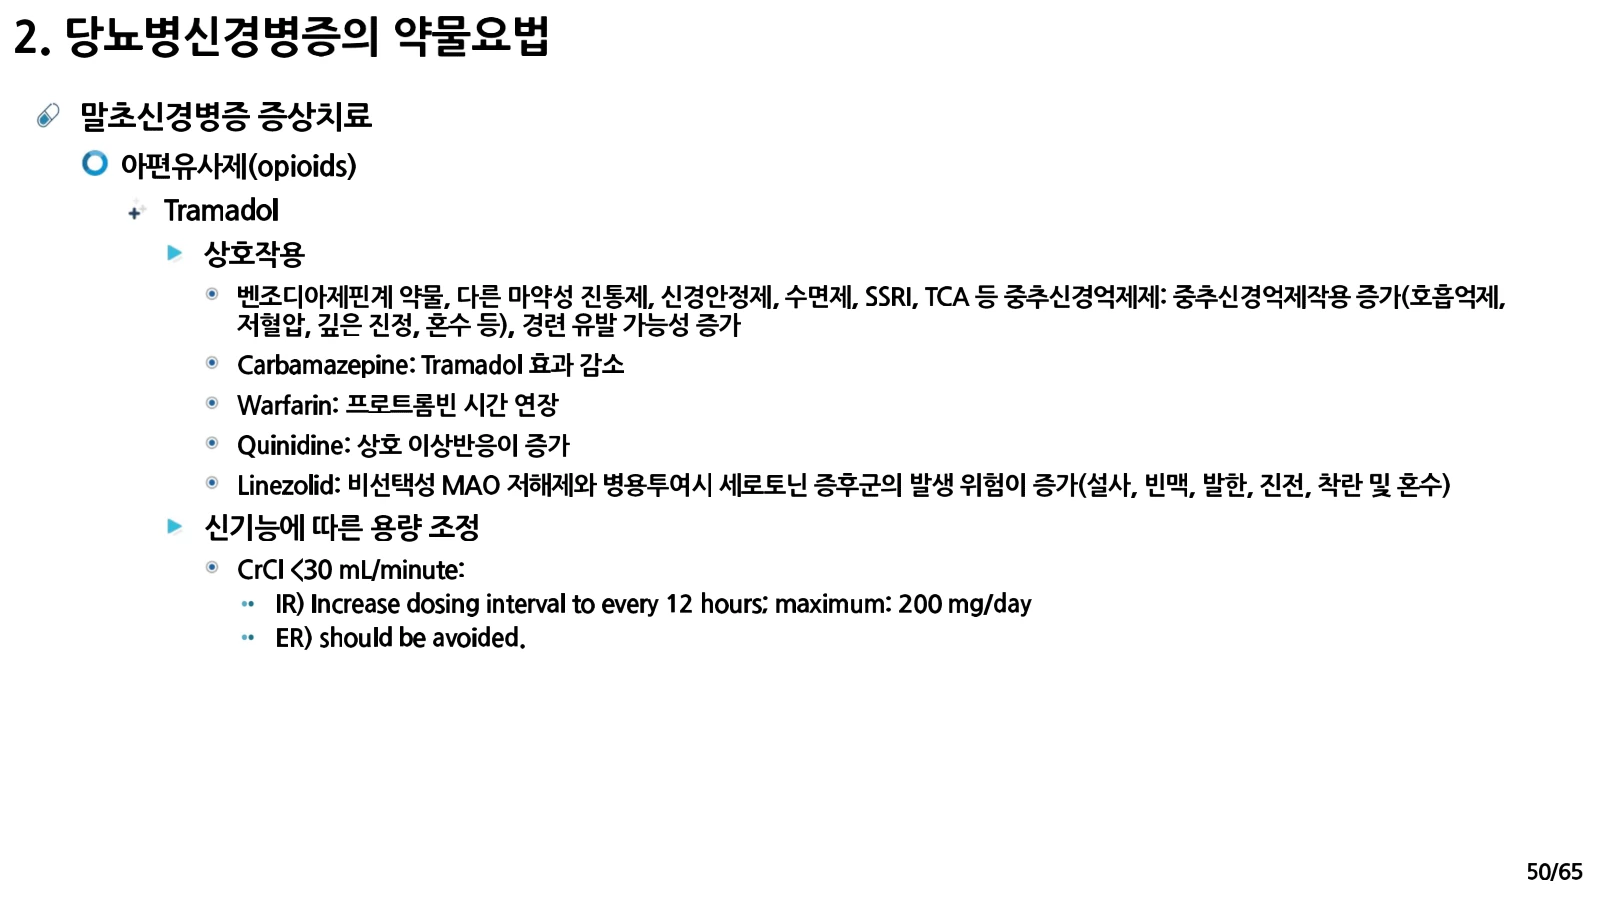 2. 당뇨병신경병증의 약물요법
말초신경병증 증상치료
아편유사제(opioids)
Tramadol
상호작용
벤조디아제핀계 약물, 다른 마약성 진통제, 신경안정제, 수면제, SSRI, TCA 등 중추신경억제제: 중추신경억제작용 증가(호흡억제,
저혈압, 깊은 진정, 혼수 등), 경련 유발 가능성 증가
Carbamazepine: Tramadol 효과 감소
Warfarin: 프로트롬빈 시간 연장
Quinidine: 상호 이상반응이 증가
Linezolid: 비선택성 MAO 저해제와 병용투여시 세로토닌 증후군의 발생 위험이 증가(설사, 빈맥, 발한, 진전, 착란 및 혼수)
신기능에 따른 용량 조정
CrCl <30 mL/minute:
IR) Increase dosing interval to every 12 hours; maximum: 200 mg/day
ER) should be avoided.
50/65